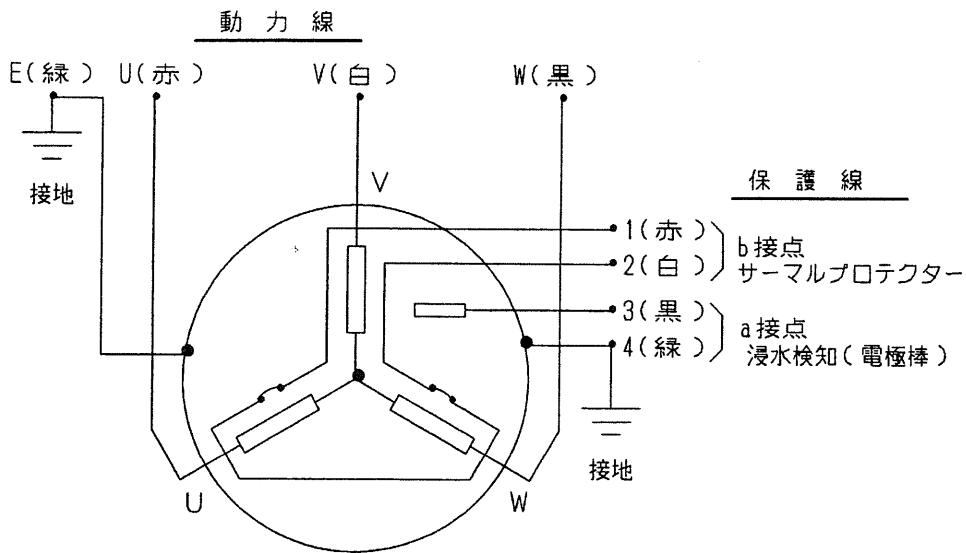 動力線
E(緑) U(赤) V(白) W(黒)
接地
V
保護線
1(赤)
2(白)
b接点
サーマルプロテクター
3(黒)
4(緑)
a接点
浸水検知(電極棒)
接地
U
W